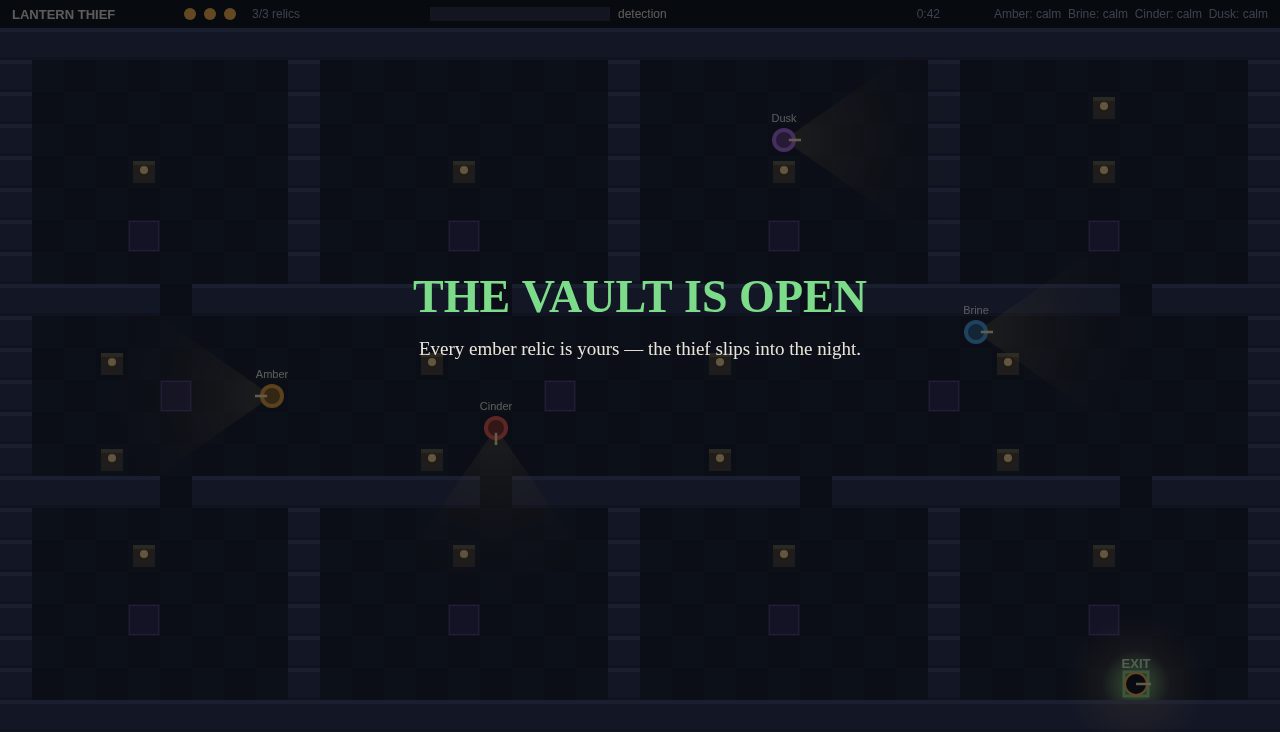 LANTERN THIEF 3/3 relics detection 0:42 Amber: calm Brine: calm Cinder: calm Dusk: calm
Dusk
THE VAULT IS OPEN
Brine
Every ember relic is yours — the thief slips into the night.
Amber
Cinder
EXIT